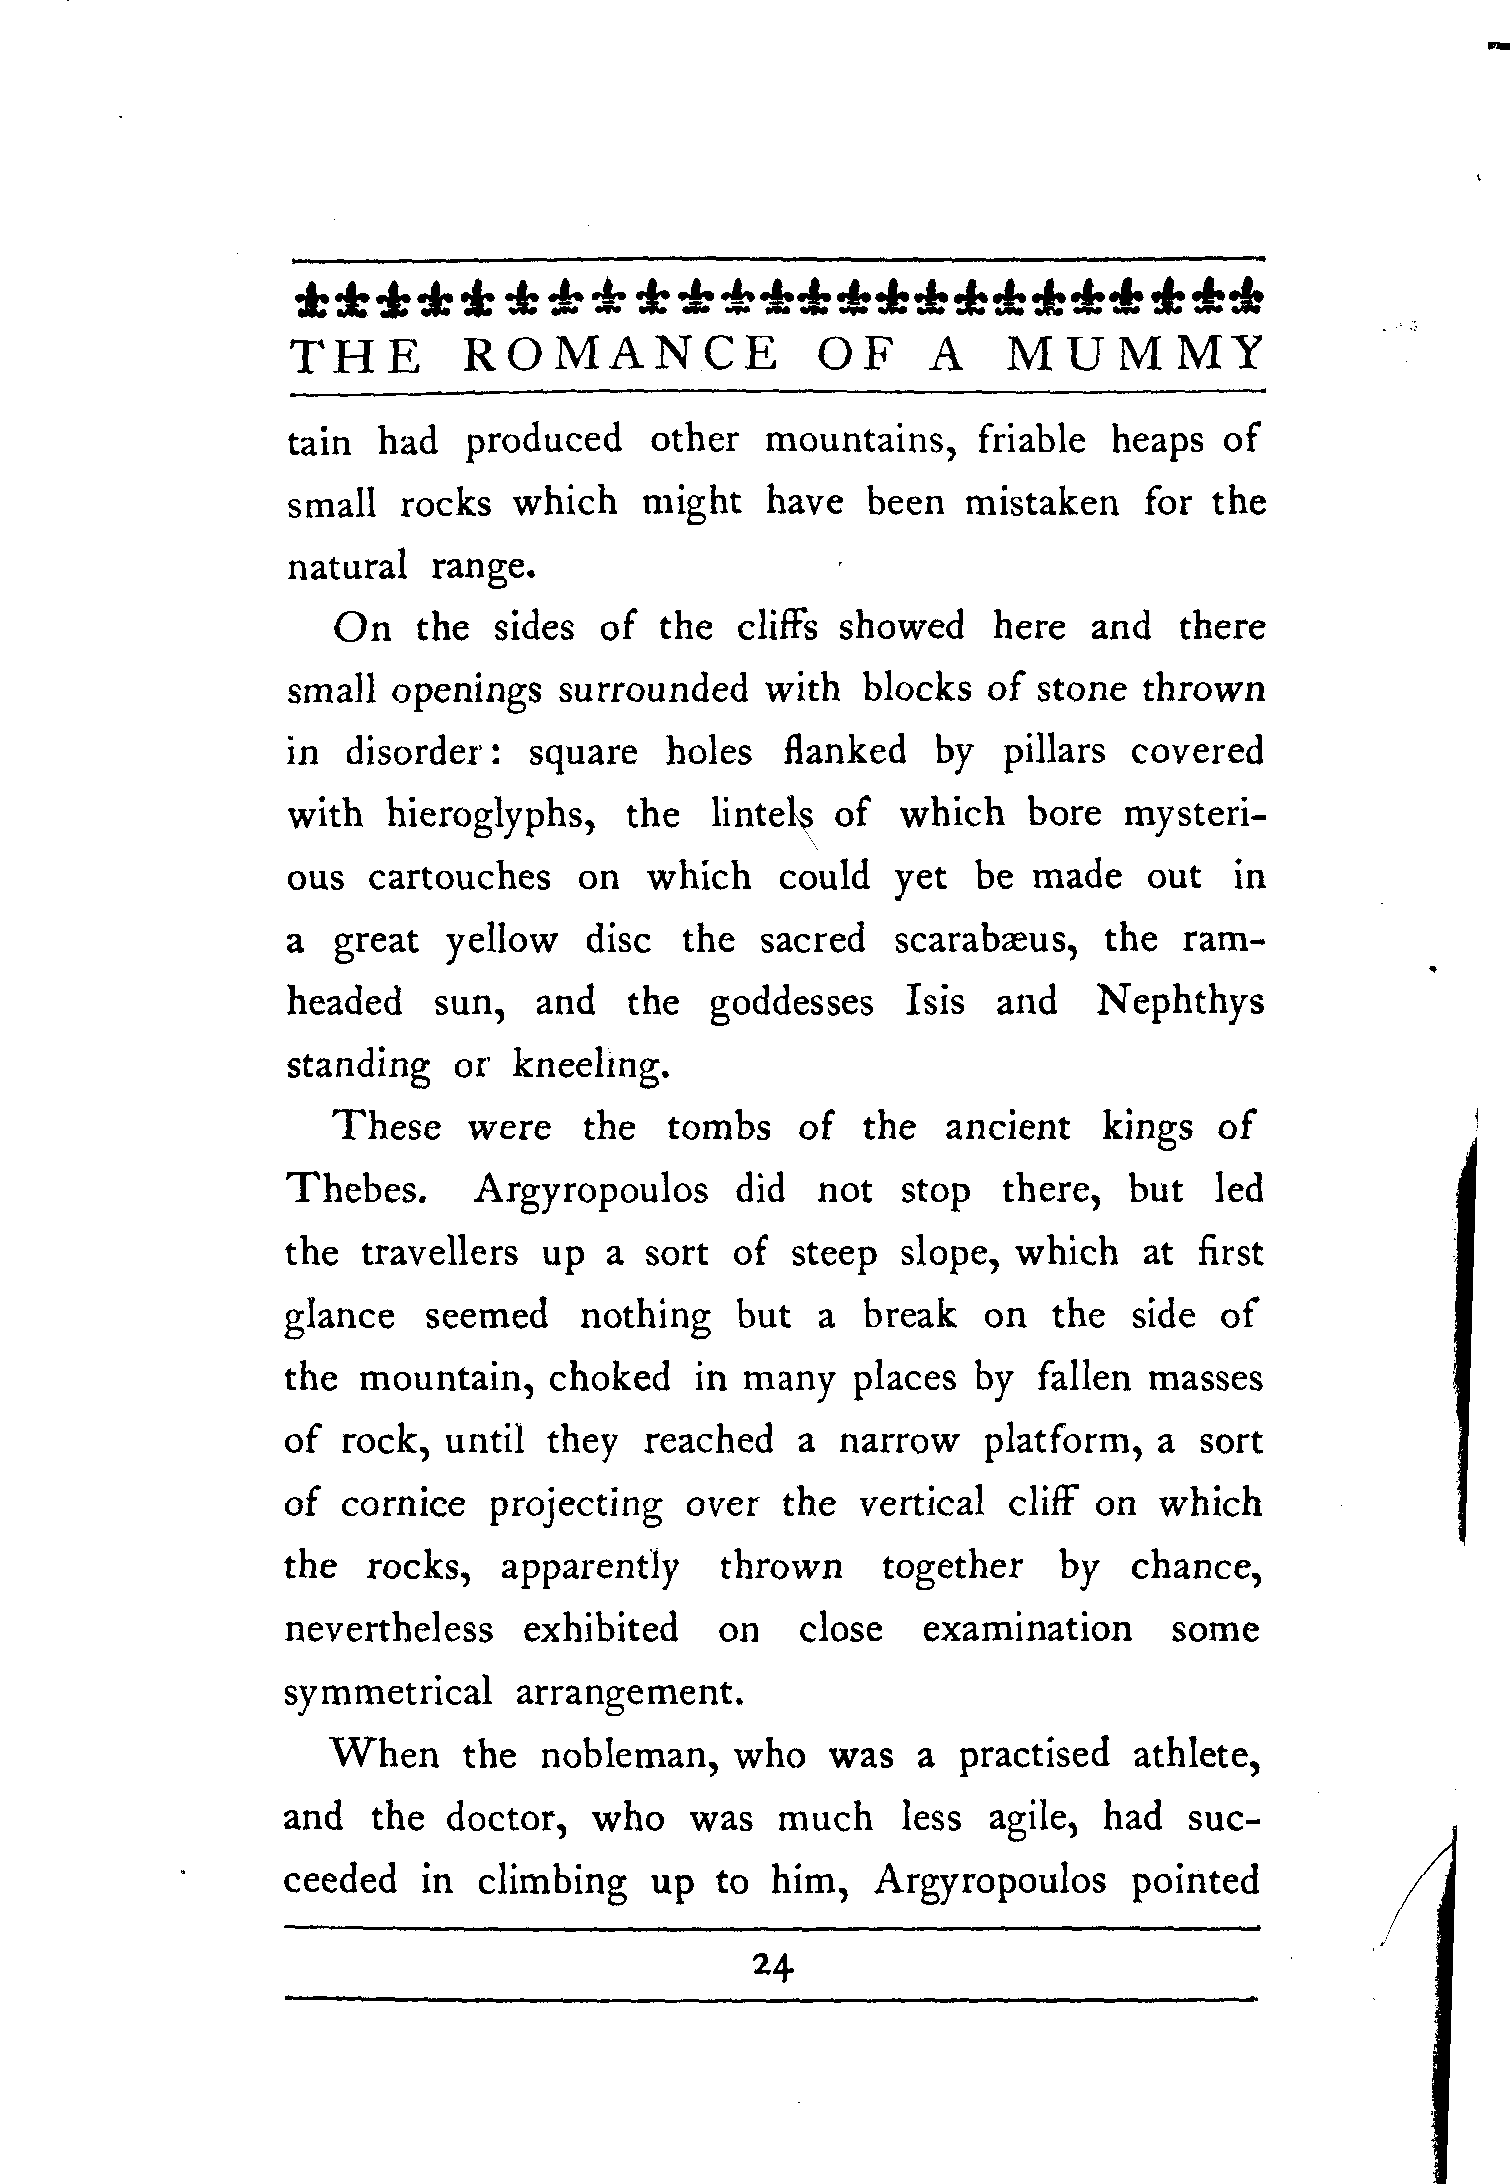 THE ROMANCE OF A MUMMY
tain had produced other mountains, friable heaps of
small rocks which might have been mistaken for the
natural range.
On the sides of the cliffs showed here and there
small openings surrounded with blocks of stone thrown
in disorder: square holes flanked by pillars covered
with hieroglyphs, the lintels of which bore mysteri-
ous cartouches on which could yet be made out in
a great yellow disc the sacred scarabæus, the ram-
headed sun, and the goddesses Isis and Nephthys
standing or kneeling.
These were the tombs of the ancient kings of
Thebes. Argyropoulos did not stop there, but led
the travellers up a sort of steep slope, which at first
glance seemed nothing but a break on the side of
the mountain, choked in many places by fallen masses
of rock, until they reached a narrow platform, a sort
of cornice projecting over the vertical cliff on which
the rocks, apparently thrown together by chance,
nevertheless exhibited on close examination some
symmetrical arrangement.
When the nobleman, who was a practised athlete,
and the doctor, who was much less agile, had suc-
ceeded in climbing up to him, Argyropoulos pointed
24